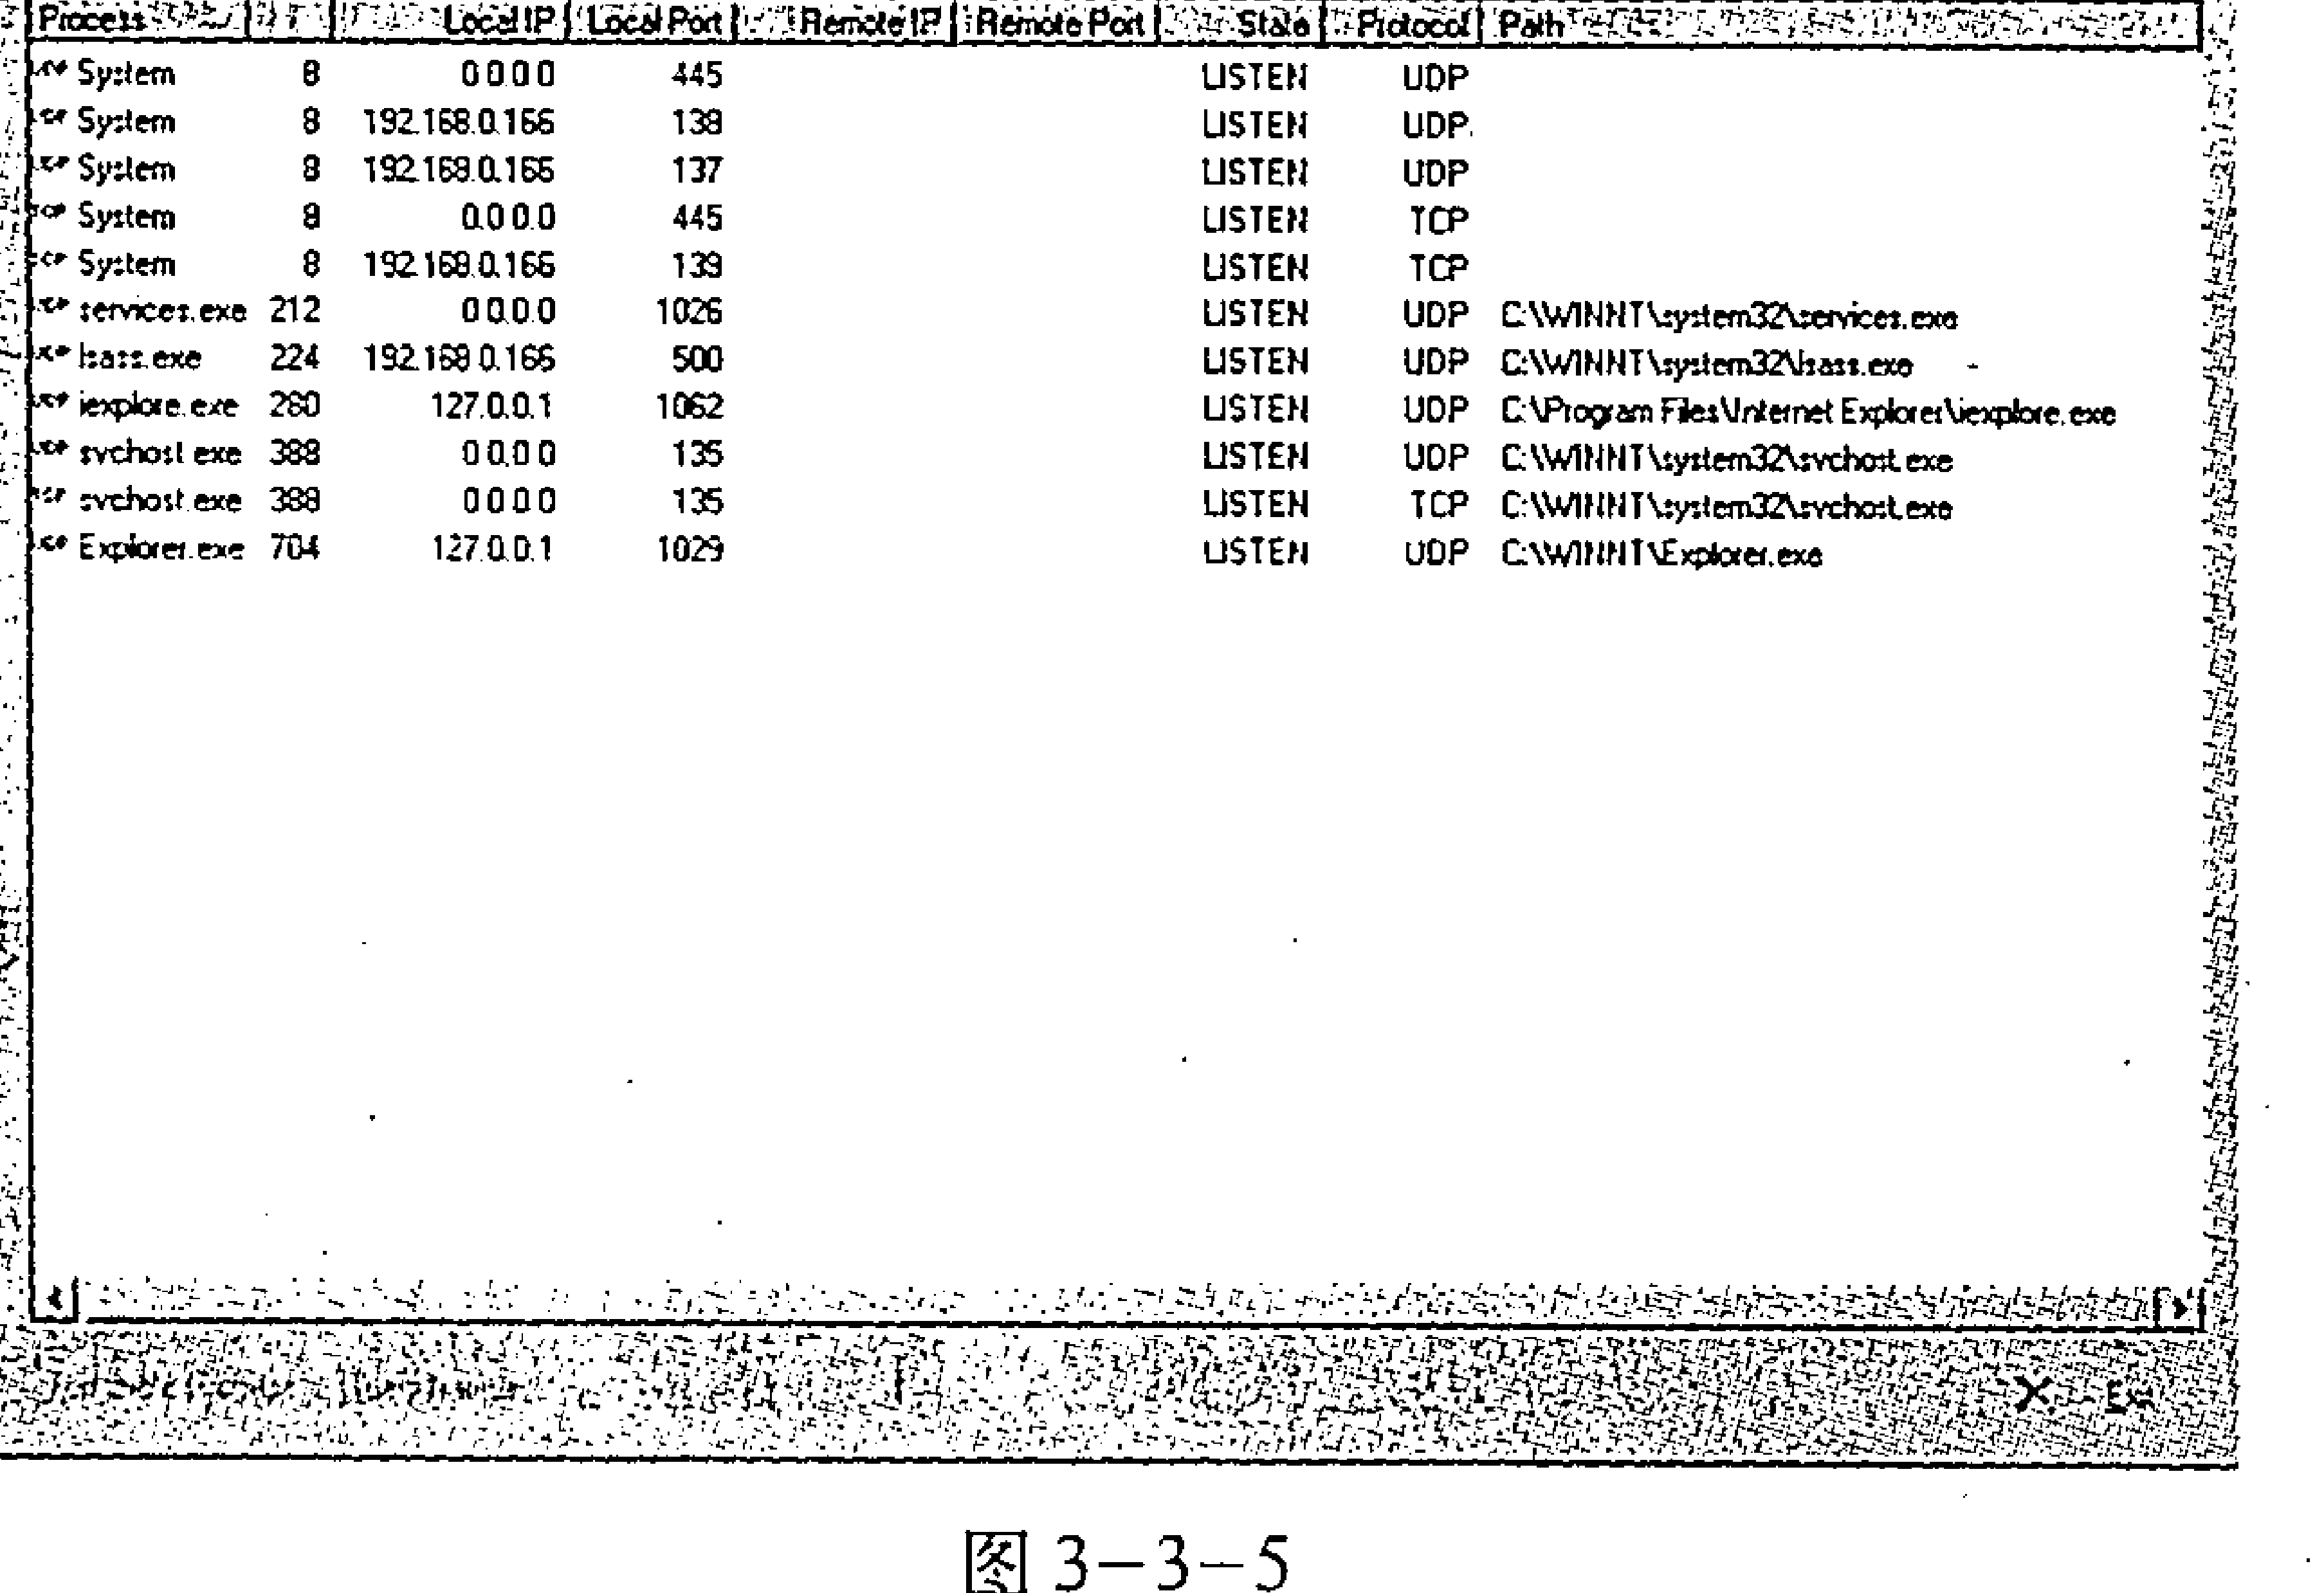 Process Local IP Local Port Remote IP Remote Port State Protocol Path
System 8 0.0.0.0 445 LISTEN UDP
System 8 192.168.0.166 138 LISTEN UDP
System 8 192.168.0.166 137 LISTEN UDP
System 8 0.0.0.0 445 LISTEN TCP
System 8 192.168.0.166 139 LISTEN TCP
services.exe 212 0.0.0.0 1026 LISTEN UDP C:\WINNT\system32\services.exe
lsass.exe 224 192.168.0.166 500 LISTEN UDP C:\WINNT\system32\lsass.exe
iexplore.exe 280 127.0.0.1 1062 LISTEN UDP C:\Program Files\Internet Explorer\iexplore.exe
svchost.exe 388 0.0.0.0 135 LISTEN UDP C:\WINNT\system32\svchost.exe
svchost.exe 388 0.0.0.0 135 LISTEN TCP C:\WINNT\system32\svchost.exe
Explorer.exe 704 127.0.0.1 1029 LISTEN UDP C:\WINNT\Explorer.exe
图 3-3-5